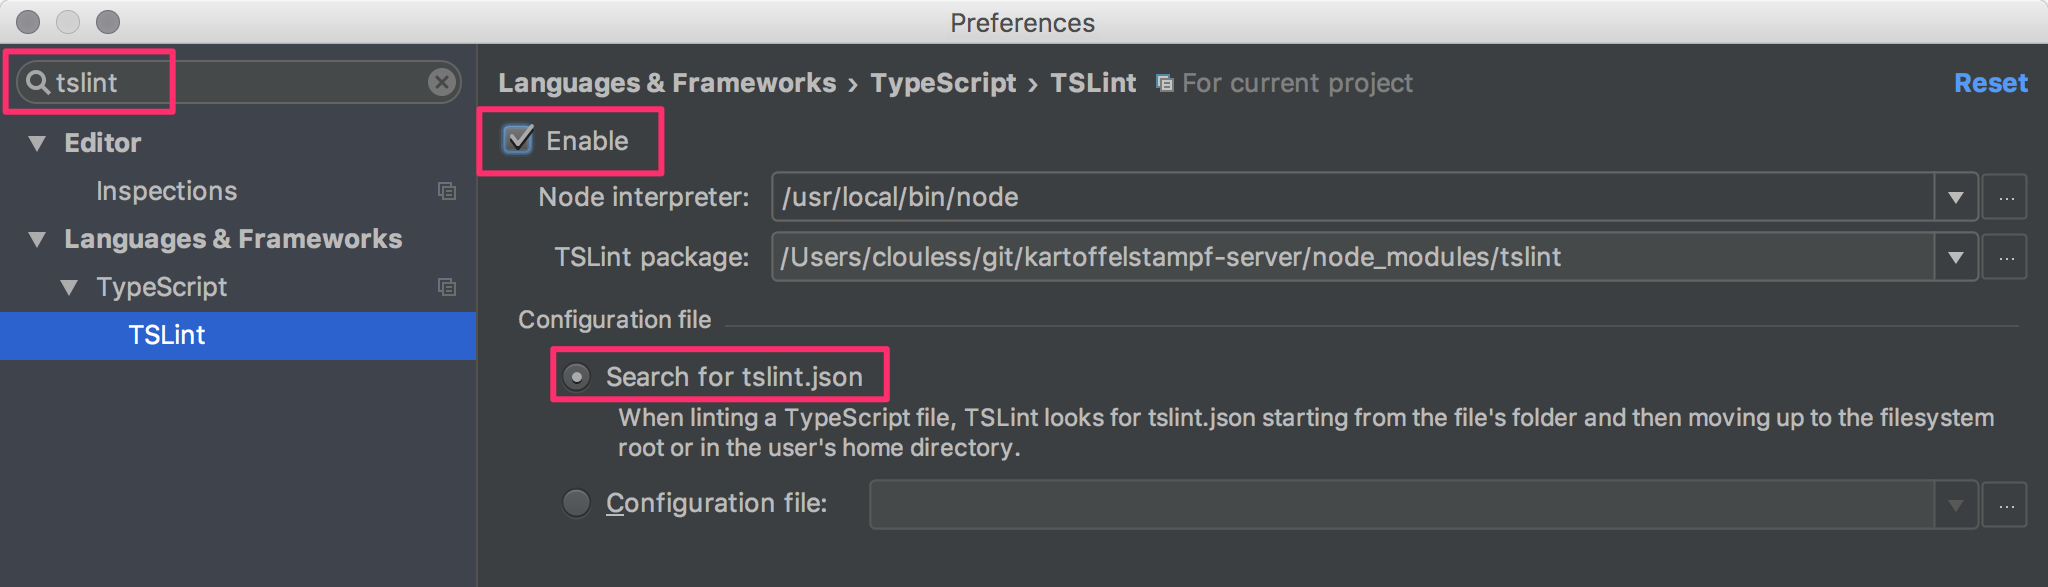 Preferences
tslint
Languages & Frameworks › TypeScript › TSLint For current project Reset
Editor
Enable
Inspections
Node interpreter: /usr/local/bin/node ...
Languages & Frameworks
TSLint package: /Users/clouless/git/kartoffelstampf-server/node_modules/tslint ...
TypeScript
Configuration file
TSLint
Search for tslint.json
When linting a TypeScript file, TSLint looks for tslint.json starting from the file's folder and then moving up to the filesystem
root or in the user's home directory.
Configuration file: ...